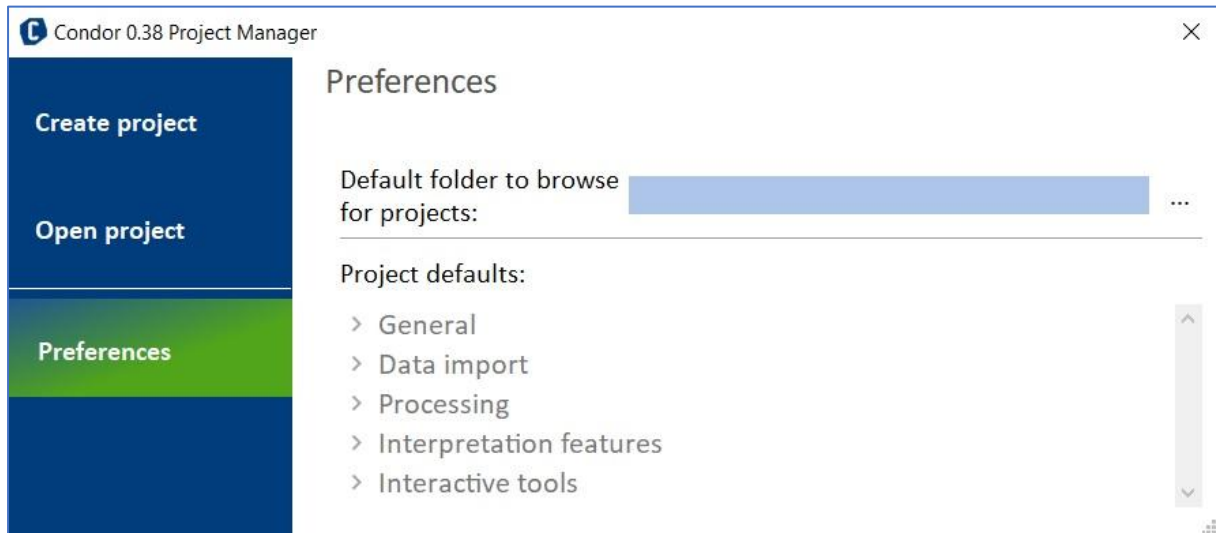 Condor 0.38 Project Manager
Preferences
Create project
Open project
Preferences
Default folder to browse
for projects:
...
Project defaults:
General
Data import
Processing
Interpretation features
Interactive tools